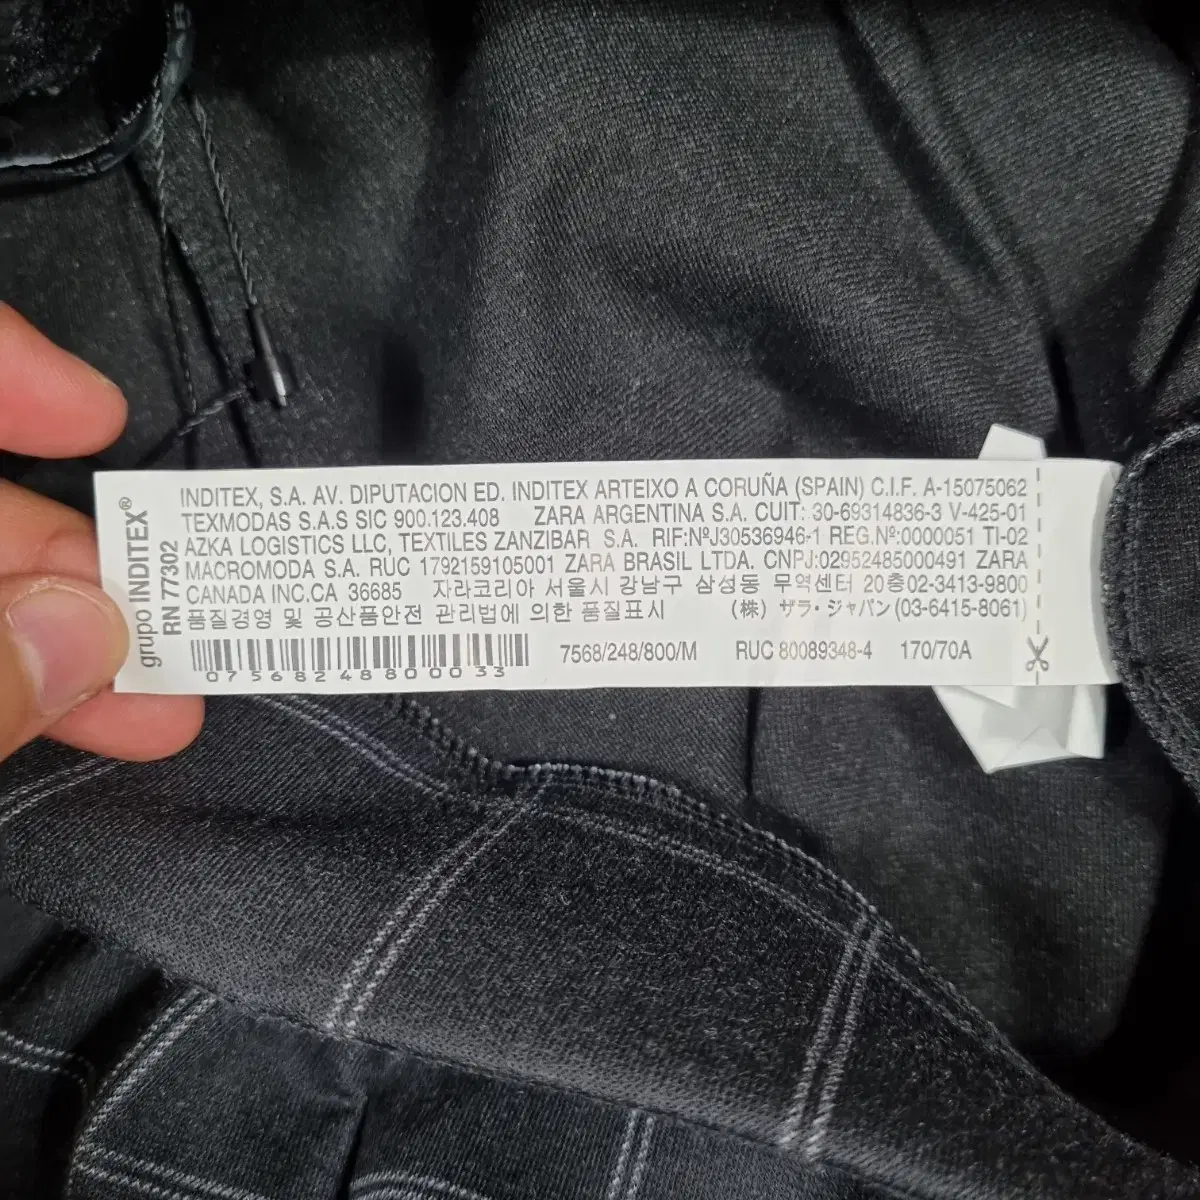 grupo INDITEX®
RN 77302
INDITEX, S.A. AV. DIPUTACION ED. INDITEX ARTEIXO A CORUÑA (SPAIN) C.I.F. A-15075062
TEXMODAS S.A.S SIC 900.123.408 ZARA ARGENTINA S.A. CUIT: 30-69314836-3 V-425-01
AZKA LOGISTICS LLC, TEXTILES ZANZIBAR S.A. RIF:NºJ30536946-1 REG.Nº:0000051 TI-02
MACROMODA S.A. RUC 1792159105001 ZARA BRASIL LTDA. CNPJ:02952485000491 ZARA
CANADA INC.CA 36685 자라코리아 서울시 강남구 삼성동 무역센터 20층02-3413-9800
품질경영 및 공산품안전 관리법에 의한 품질표시 (株) ザラ・ジャパン(03-6415-8061)
07568248800033 7568/248/800/M RUC 80089348-4 170/70A